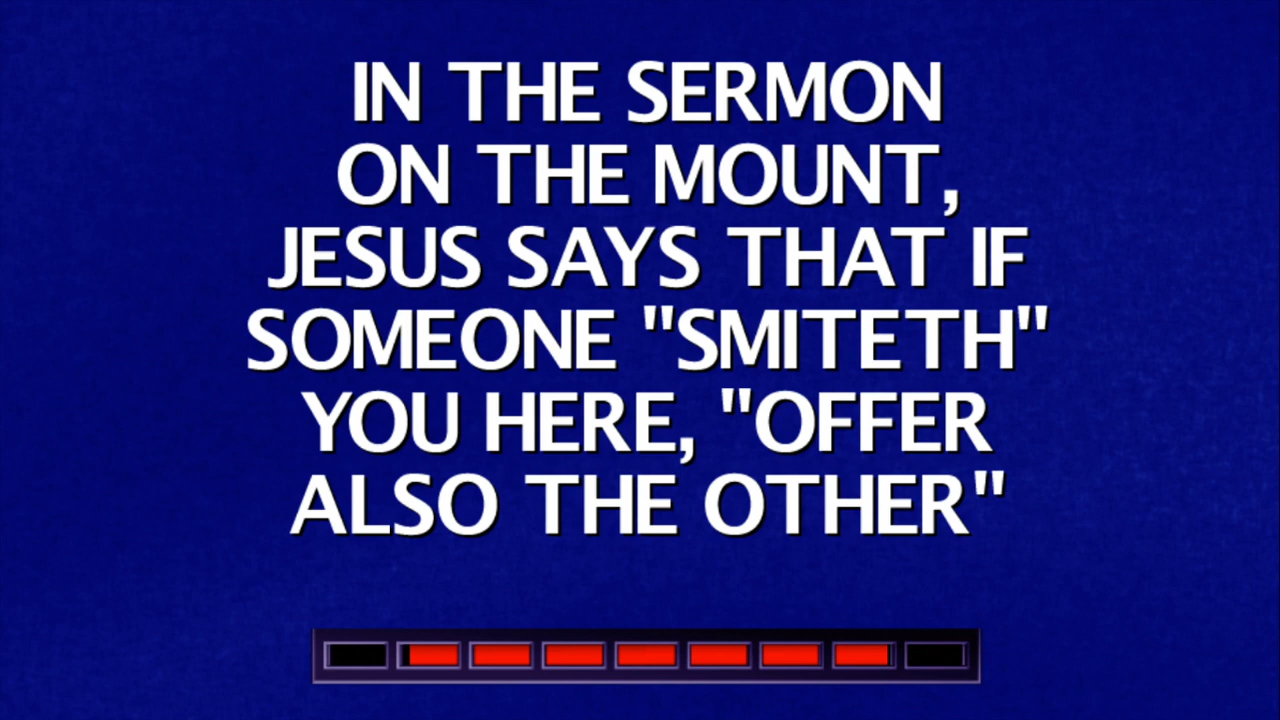 IN THE SERMON
ON THE MOUNT,
JESUS SAYS THAT IF
SOMEONE "SMITETH"
YOU HERE, "OFFER
ALSO THE OTHER"